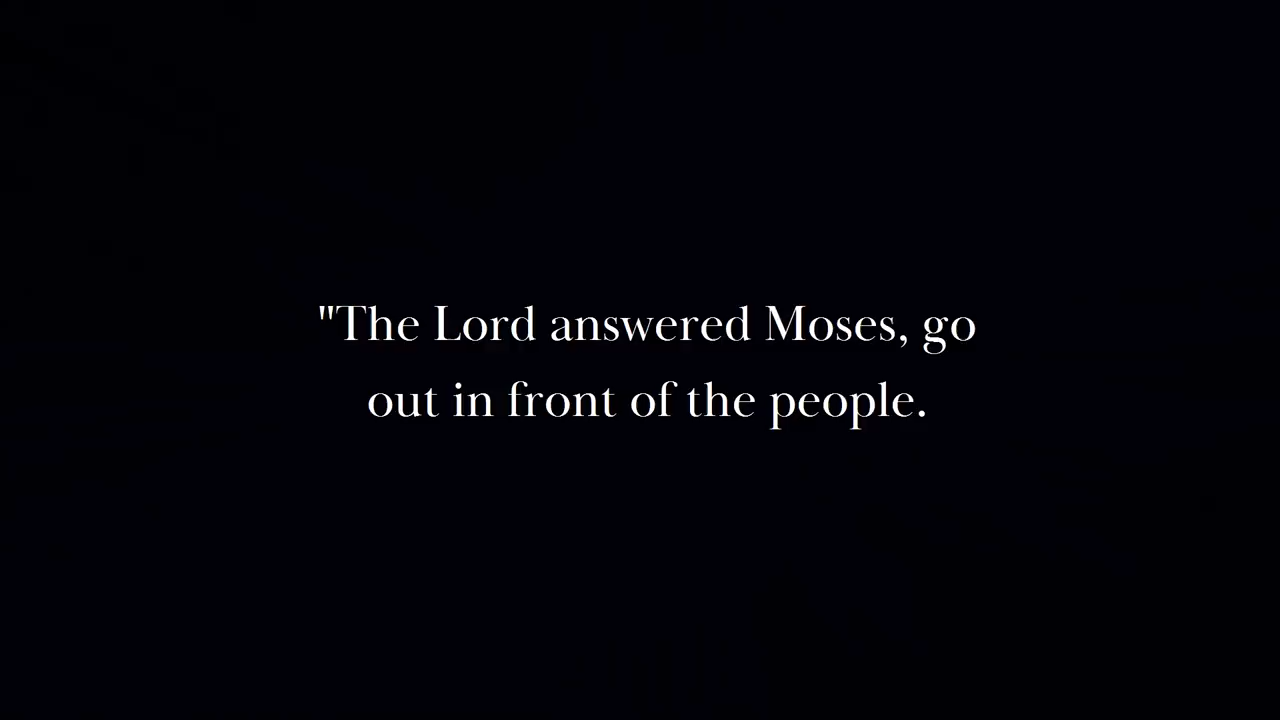 "The Lord answered Moses, go
out in front of the people.